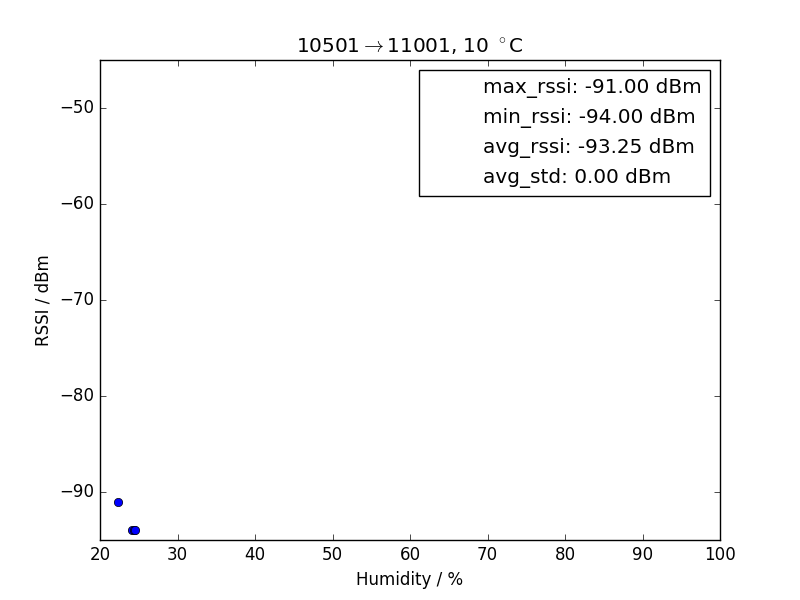 10501→11001, 10 °C
max_rssi: -91.00 dBm
min_rssi: -94.00 dBm
avg_rssi: -93.25 dBm
avg_std: 0.00 dBm
−50
−60
−70
−80
−90
RSSI / dBm
20 30 40 50 60 70 80 90 100
Humidity / %